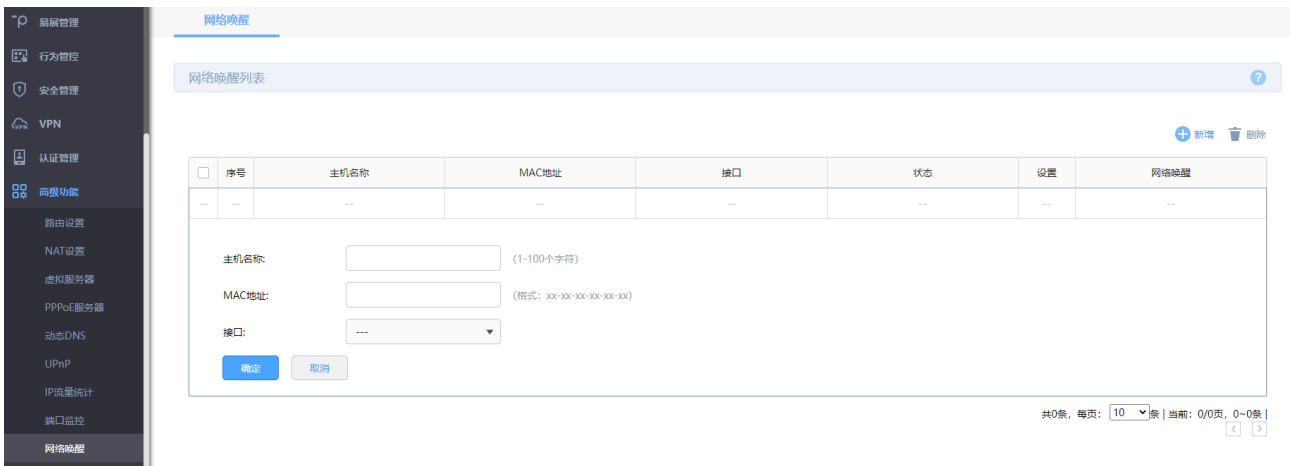 易展管理
行为管控
安全管理
VPN
认证管理
高级功能
路由设置
NAT设置
虚拟服务器
PPPoE服务器
动态DNS
UPnP
IP流量统计
端口监控
网络唤醒
网络唤醒
网络唤醒列表
?
新增 删除
序号 主机名称 MAC地址 接口 状态 设置 网络唤醒
-- -- -- -- -- -- -- --
主机名称: (1-100个字符)
MAC地址: (格式：xx-xx-xx-xx-xx-xx)
接口: ---
确定 取消
共0条，每页： 10 条 | 当前：0/0页，0~0条 |
< >